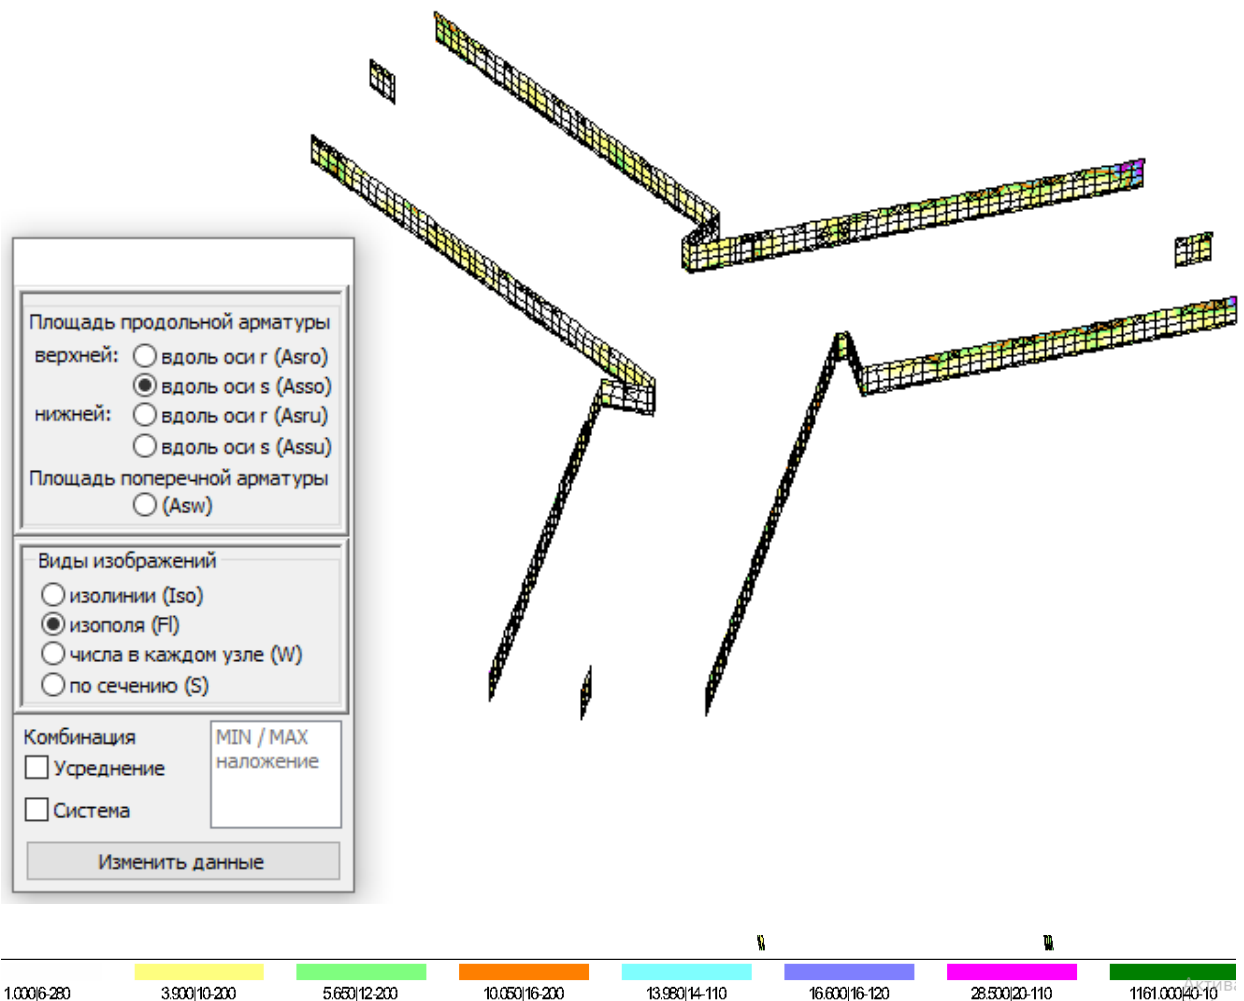 Площадь продольной арматуры
верхней: вдоль оси r (Asro)
вдоль оси s (Asso)
нижней: вдоль оси r (Asru)
вдоль оси s (Assu)
Площадь поперечной арматуры
(Asw)
Виды изображений
изолинии (Iso)
изополя (Fl)
числа в каждом узле (W)
по сечению (S)
Комбинация
MIN / MAX
наложение
Усреднение
Система
Изменить данные
1.000|6-280 3.900|10-200 5.650|12-200 10.050|16-200 13.980|14-110 16.600|16-120 28.500|20-110 1161.000|40-10